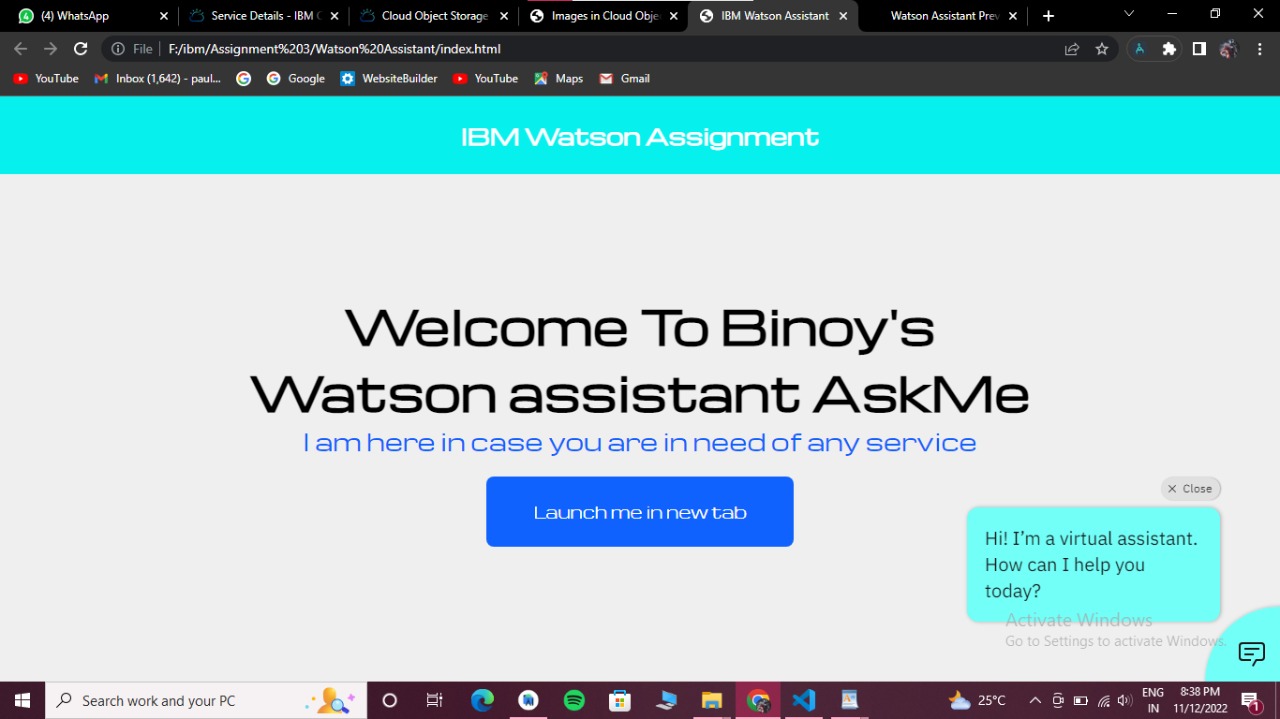 (4) WhatsApp
Service Details - IBM C
Cloud Object Storage
Images in Cloud Obje
IBM Watson Assistant
Watson Assistant Prev
File
F:/ibm/Assignment%203/Watson%20Assistant/index.html
YouTube
Inbox (1,642) - paul...
Google
WebsiteBuilder
YouTube
Maps
Gmail
IBM Watson Assignment
Welcome To Binoy's
Watson assistant AskMe
I am here in case you are in need of any service
Launch me in new tab
Close
Hi! I'm a virtual assistant.
How can I help you
today?
Activate Windows
Go to Settings to activate Windows.
Search work and your PC
25°C
ENG
IN
8:38 PM
11/12/2022
1